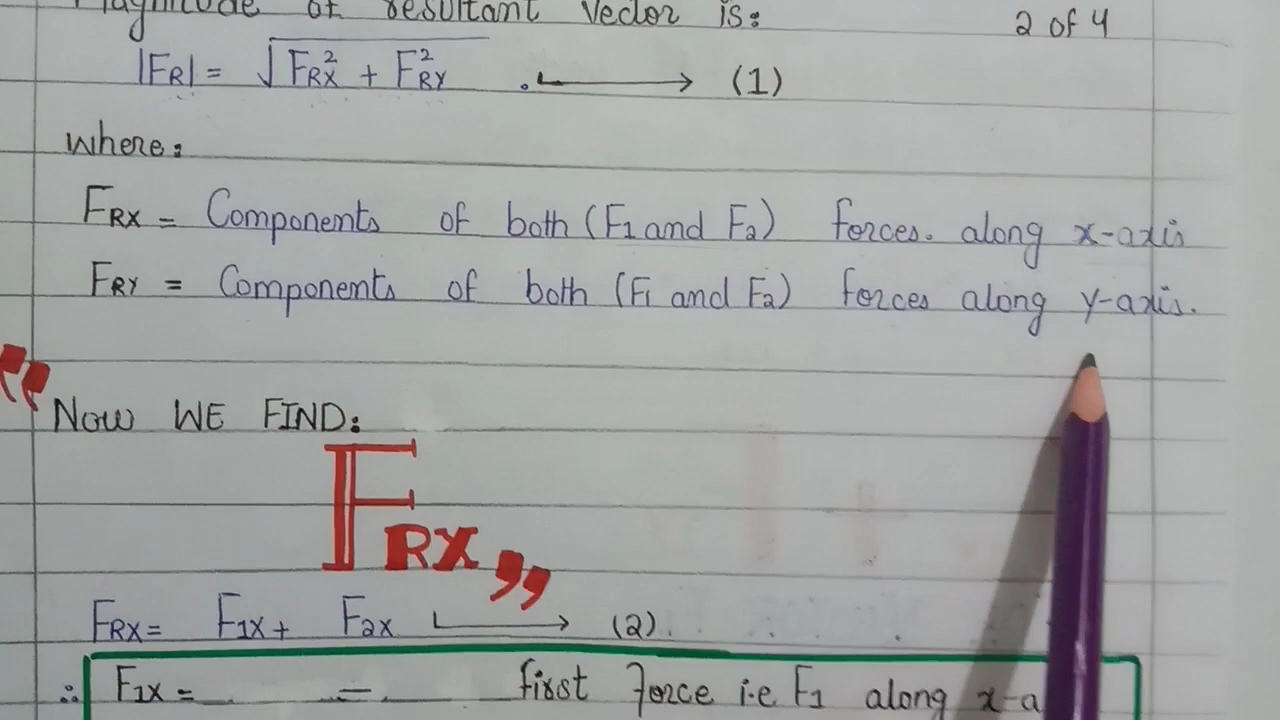 Magnitude of resultant vector is:
2 of 4
|FR| = √FRX² + FRY² (1)
where:
FRX = Components of both (F1 and F2) forces. along x-axis
FRY = Components of both (F1 and F2) forces along y-axis.
"NOW WE FIND:
FRX"
FRX = F1X + F2X (2)
∴ F1X = first force i.e F1 along x-a